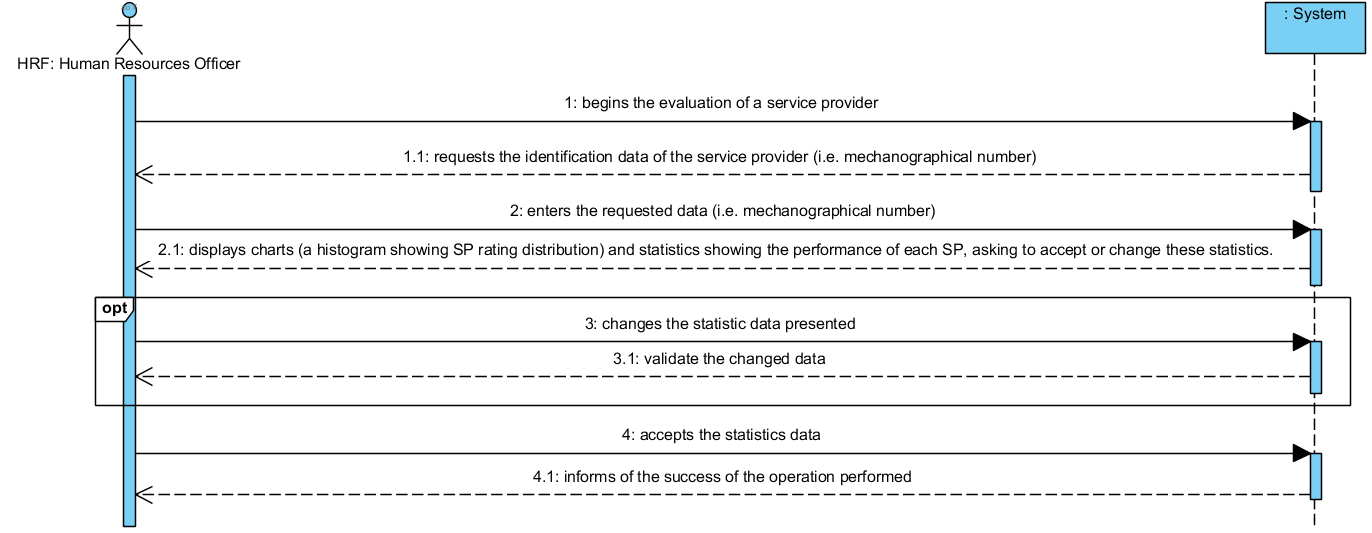 : System
HRF: Human Resources Officer
1: begins the evaluation of a service provider
1.1: requests the identification data of the service provider (i.e. mechanographical number)
2: enters the requested data (i.e. mechanographical number)
2.1: displays charts (a histogram showing SP rating distribution) and statistics showing the performance of each SP, asking to accept or change these statistics.
opt
3: changes the statistic data presented
3.1: validate the changed data
4: accepts the statistics data
4.1: informs of the success of the operation performed